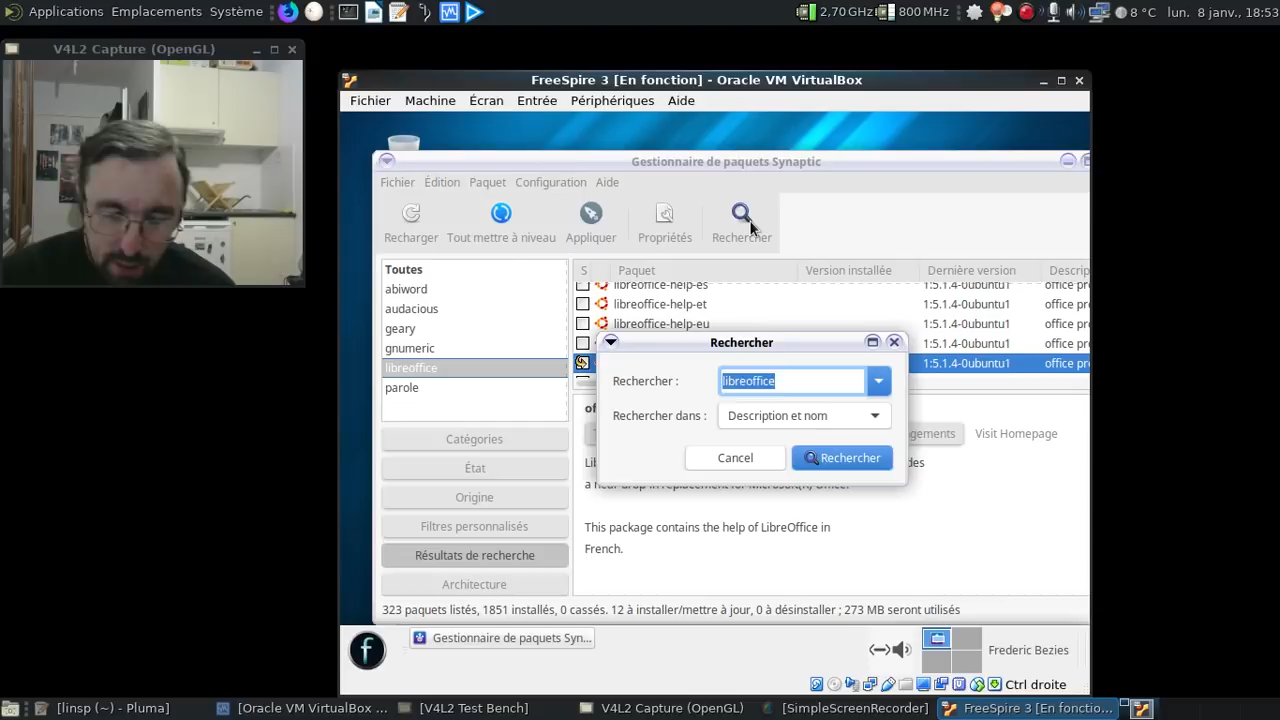 Applications Emplacements Système
2,70 GHz 800 MHz 8 °C lun. 8 janv., 18:53
V4L2 Capture (OpenGL)
FreeSpire 3 [En fonction] - Oracle VM VirtualBox
Fichier Machine Écran Entrée Périphériques Aide
Gestionnaire de paquets Synaptic
Fichier Édition Paquet Configuration Aide
Recharger Tout mettre à niveau Appliquer Propriétés Rechercher
Toutes
abiword
audacious
geary
gnumeric
libreoffice
parole
Catégories
État
Origine
Filtres personnalisés
Résultats de recherche
Architecture
S Paquet Version installée Dernière version Descrip
libreoffice-help-es 1:5.1.4-0ubuntu1 office pro
libreoffice-help-et 1:5.1.4-0ubuntu1 office pro
libreoffice-help-eu 1:5.1.4-0ubuntu1 office pro
1:5.1.4-0ubuntu1 office pro
1:5.1.4-0ubuntu1 office pro
Rechercher
Rechercher : libreoffice
Rechercher dans : Description et nom
Cancel Rechercher
Visit Homepage
This package contains the help of LibreOffice in
French.
323 paquets listés, 1851 installés, 0 cassés. 12 à installer/mettre à jour, 0 à désinstaller ; 273 MB seront utilisés
Gestionnaire de paquets Syn...
Frederic Bezies
Ctrl droite
[linsp (~) - Pluma] [Oracle VM VirtualBox ... [V4L2 Test Bench] V4L2 Capture (OpenGL) [SimpleScreenRecorder] FreeSpire 3 [En fonctio...